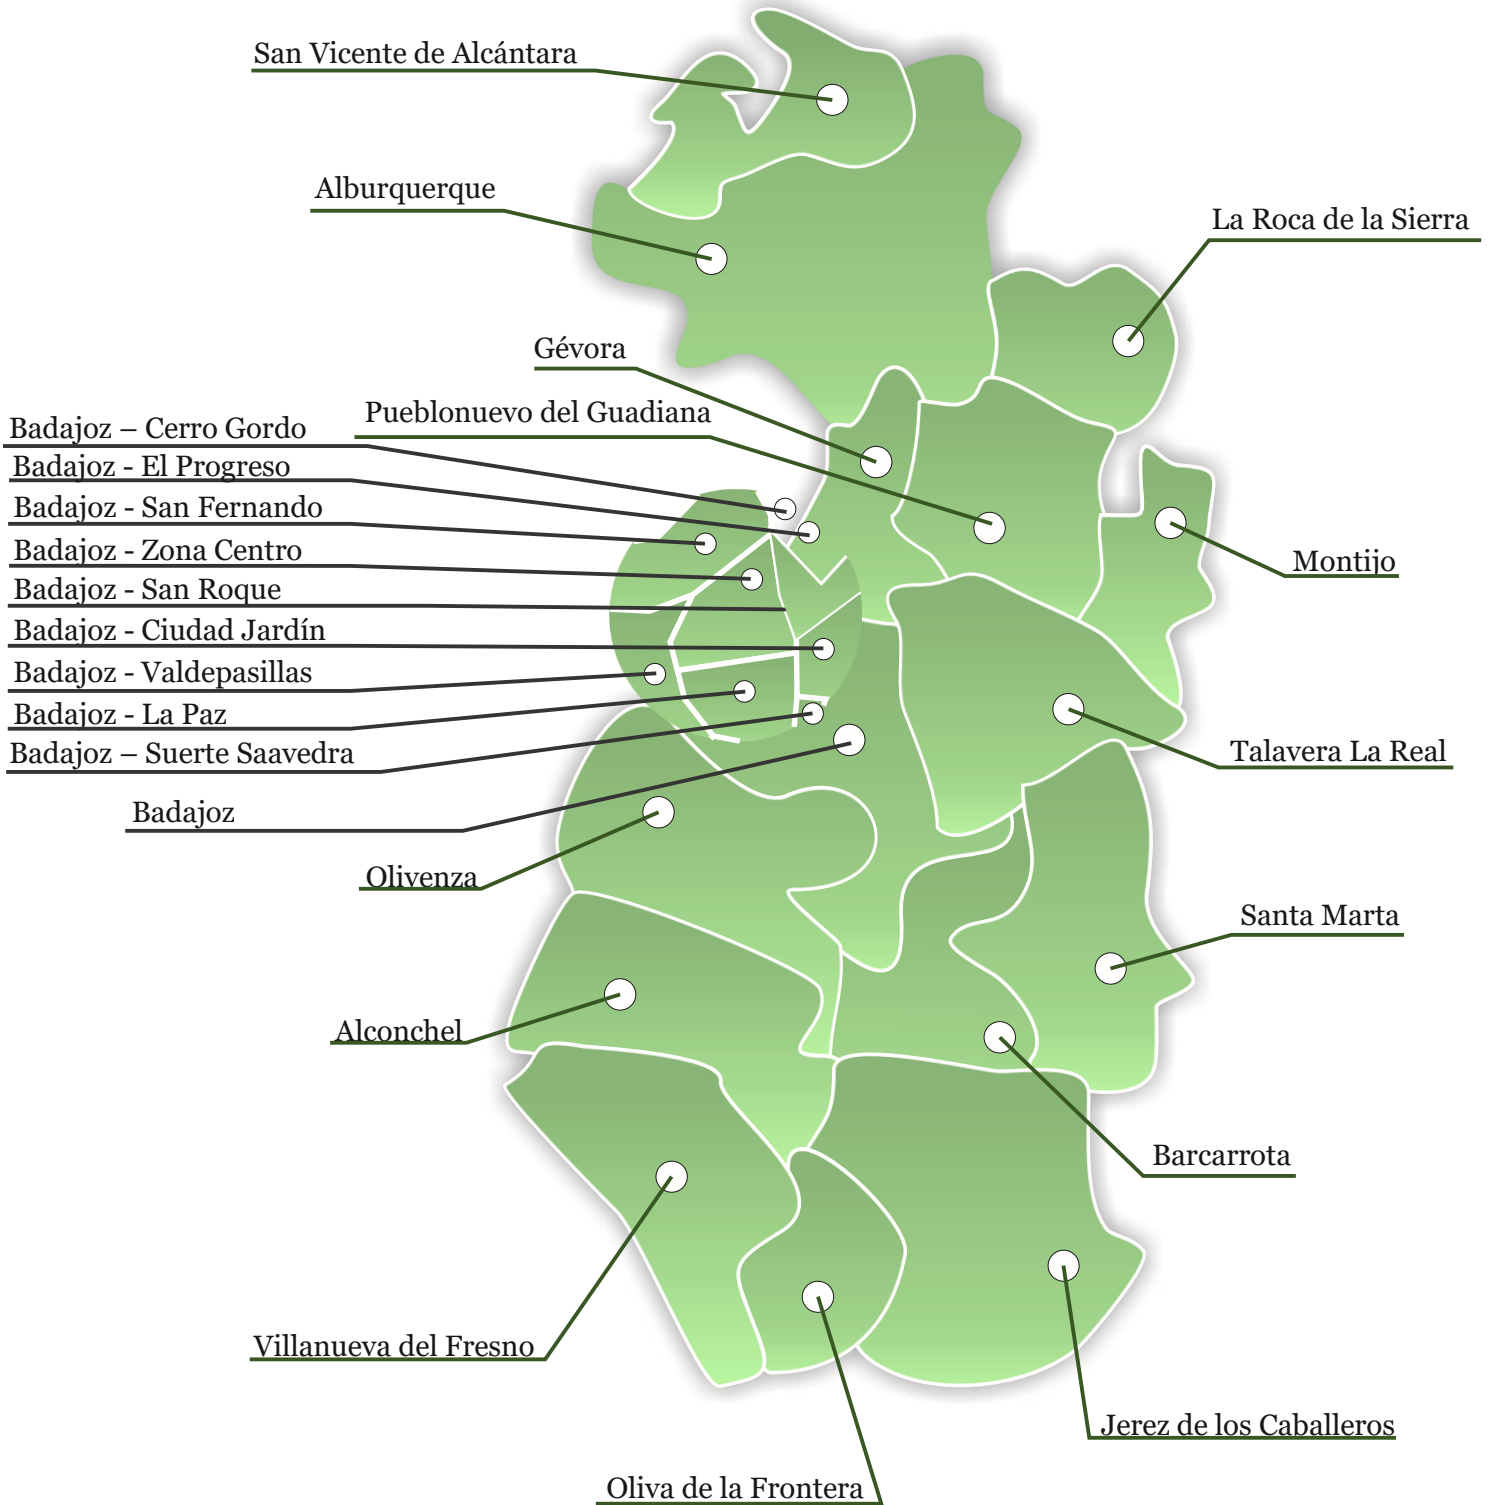 San Vicente de Alcántara
Alburquerque
La Roca de la Sierra
Gévora
Pueblonuevo del Guadiana
Badajoz – Cerro Gordo
Badajoz - El Progreso
Badajoz - San Fernando
Badajoz - Zona Centro
Montijo
Badajoz - San Roque
Badajoz - Ciudad Jardín
Badajoz - Valdepasillas
Badajoz - La Paz
Badajoz – Suerte Saavedra
Talavera La Real
Badajoz
Olivenza
Santa Marta
Alconchel
Barcarrota
Villanueva del Fresno
Jerez de los Caballeros
Oliva de la Frontera